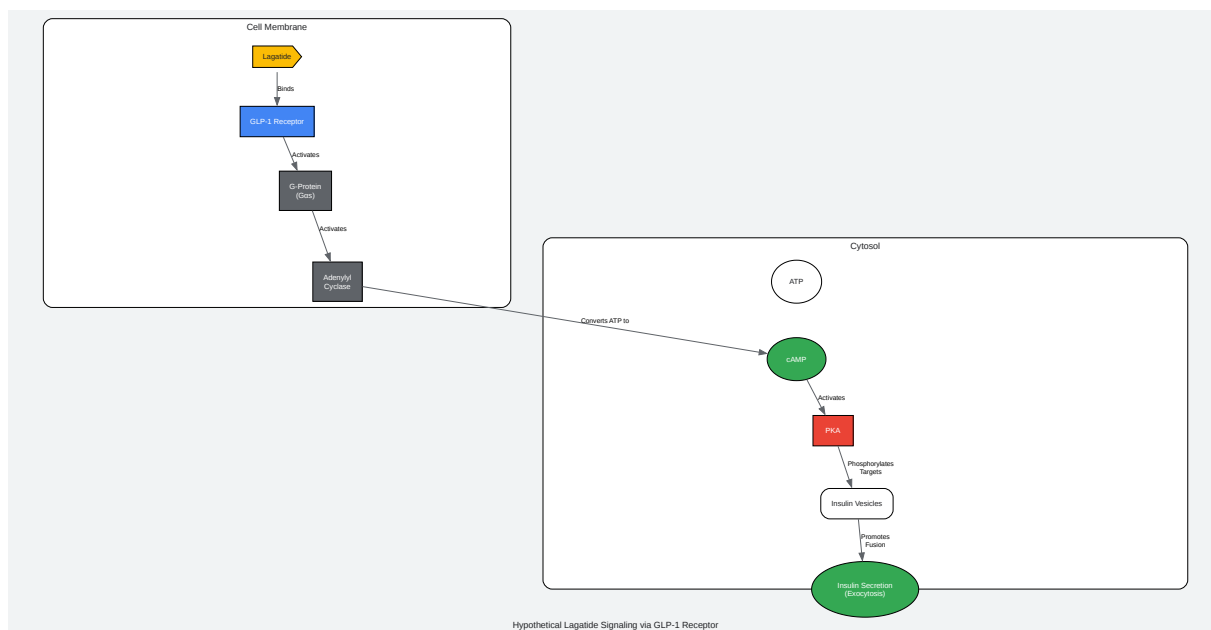 Cell Membrane
Lagatide
Binds
GLP-1 Receptor
Activates
G-Protein
(Gαs)
Activates
Adenylyl
Cyclase
Converts ATP to
Cytosol
ATP
cAMP
Activates
PKA
Phosphorylates
Targets
Insulin Vesicles
Promotes
Fusion
Insulin Secretion
(Exocytosis)
Hypothetical Lagatide Signaling via GLP-1 Receptor